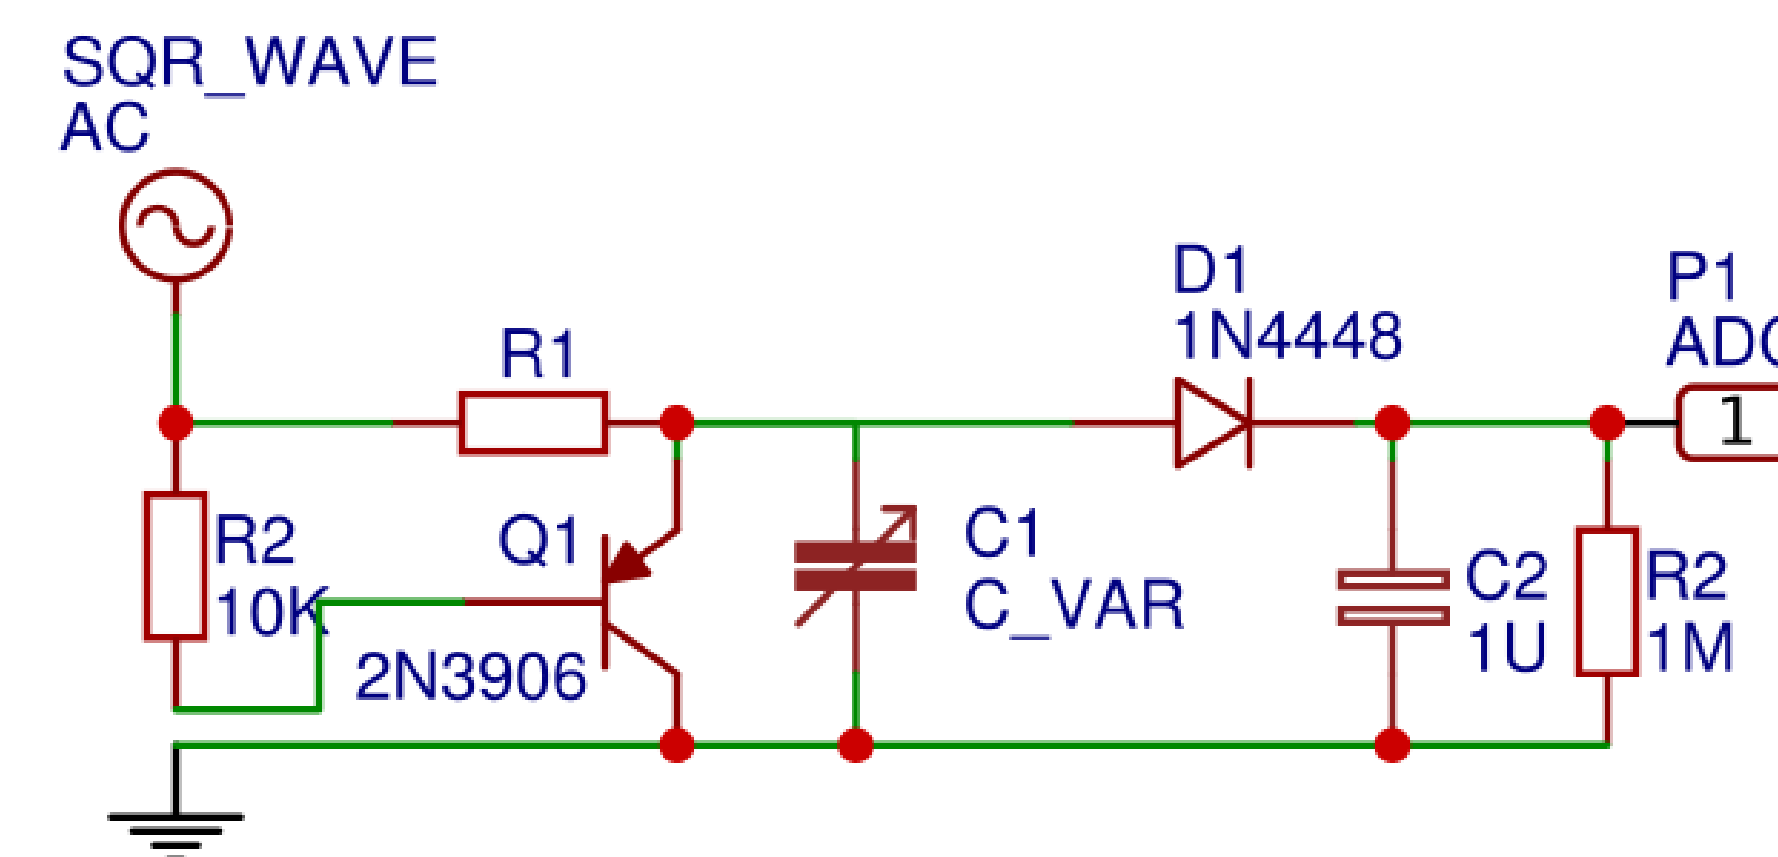 SQR_WAVE
AC
R1
D1
1N4448
P1
1
R2
10K
Q1
2N3906
C1
C_VAR
C2
1U
R2
1M